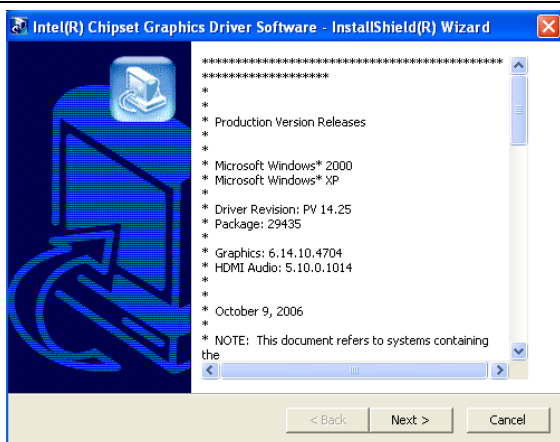 Intel(R) Chipset Graphics Driver Software - InstallShield(R) Wizard
*********************************************
*******************
*
*
* Production Version Releases
*
*
* Microsoft Windows* 2000
* Microsoft Windows* XP
*
* Driver Revision: PV 14.25
* Package: 29435
*
* Graphics: 6.14.10.4704
* HDMI Audio: 5.10.0.1014
*
*
* October 9, 2006
*
* NOTE: This document refers to systems containing
the
< Back Next > Cancel